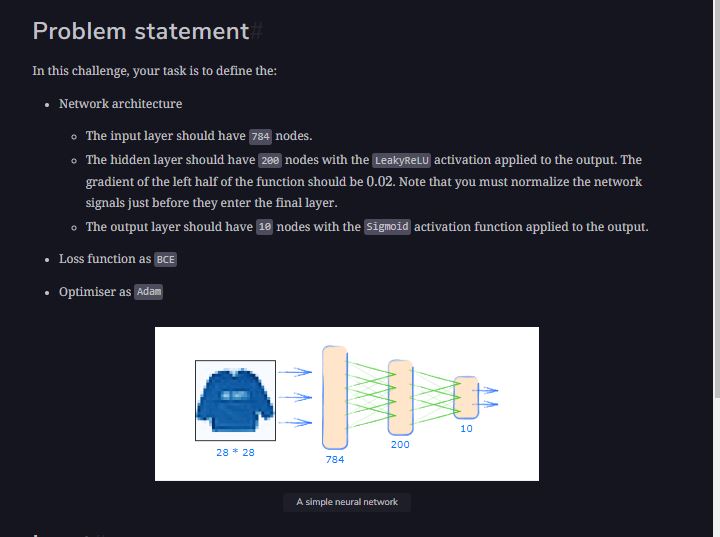 Problem statement#
In this challenge, your task is to define the:
• Network architecture
◦ The input layer should have 784 nodes.
◦ The hidden layer should have 200 nodes with the LeakyReLU activation applied to the output. The
gradient of the left half of the function should be 0.02. Note that you must normalize the network
signals just before they enter the final layer.
◦ The output layer should have 10 nodes with the Sigmoid activation function applied to the output.
• Loss function as BCE
• Optimiser as Adam
28 * 28
784
200
10
A simple neural network